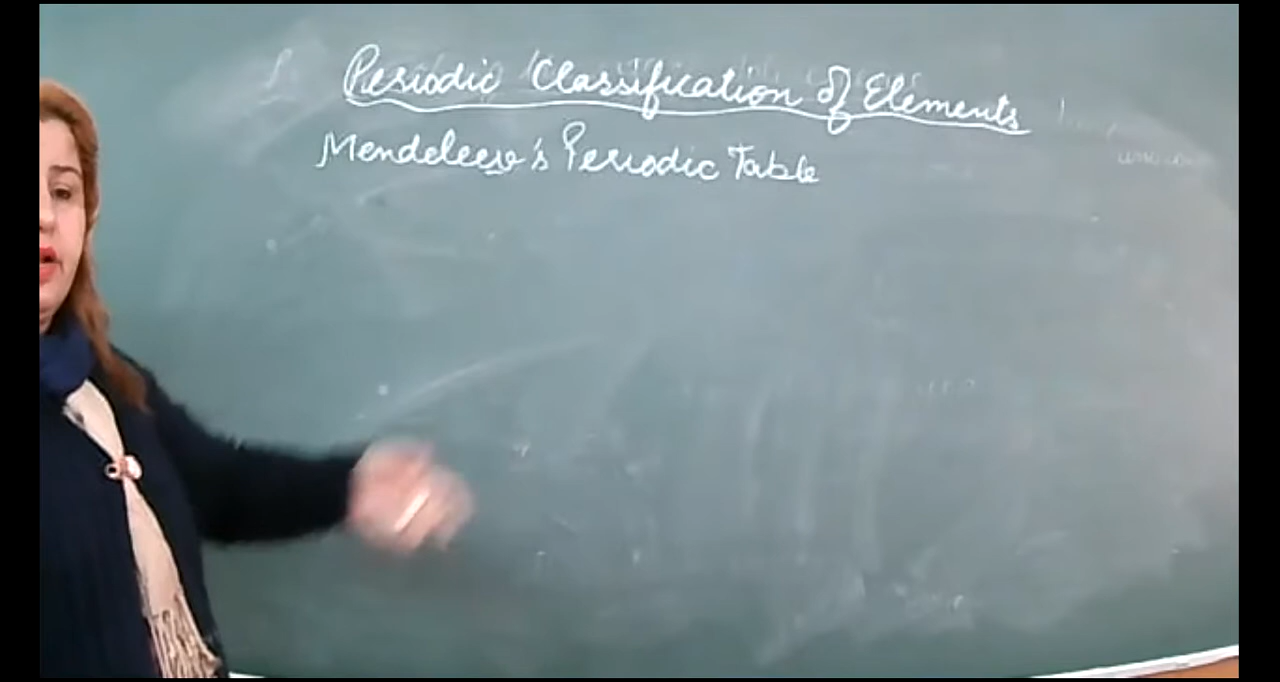 Periodic Classification of Elements
Mendeleev's Periodic Table